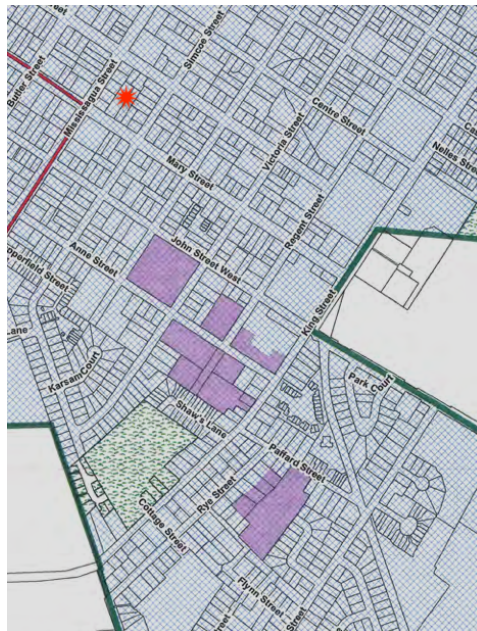 Butler Street
Mississagua Street
Simcoe Street
Victoria Street
Centre Street
Nelles
Mary Street
Regent Street
John Street West
Anne Street
King Street
Lane
Karsam Court
Park Court
Shaw's Lane
Paffard Street
Rye Street
Cottage Street
Flynn Street
Street
Street